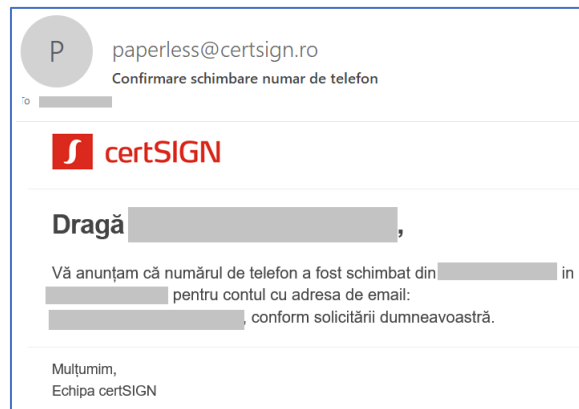 P
paperless@certsign.ro
Confirmare schimbare numar de telefon
To
certSIGN
Dragă ,
Vă anunțam că numărul de telefon a fost schimbat din in
pentru contul cu adresa de email:
, conform solicitării dumneavoastră.
Mulțumim,
Echipa certSIGN